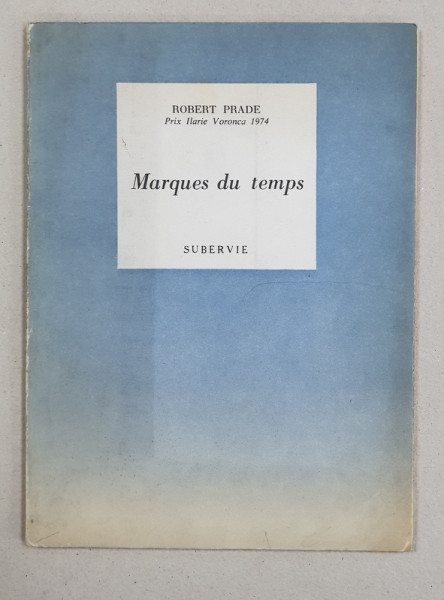 ROBERT PRADE
Prix Ilarie Voronca 1974
Marques du temps
SUBERVIE